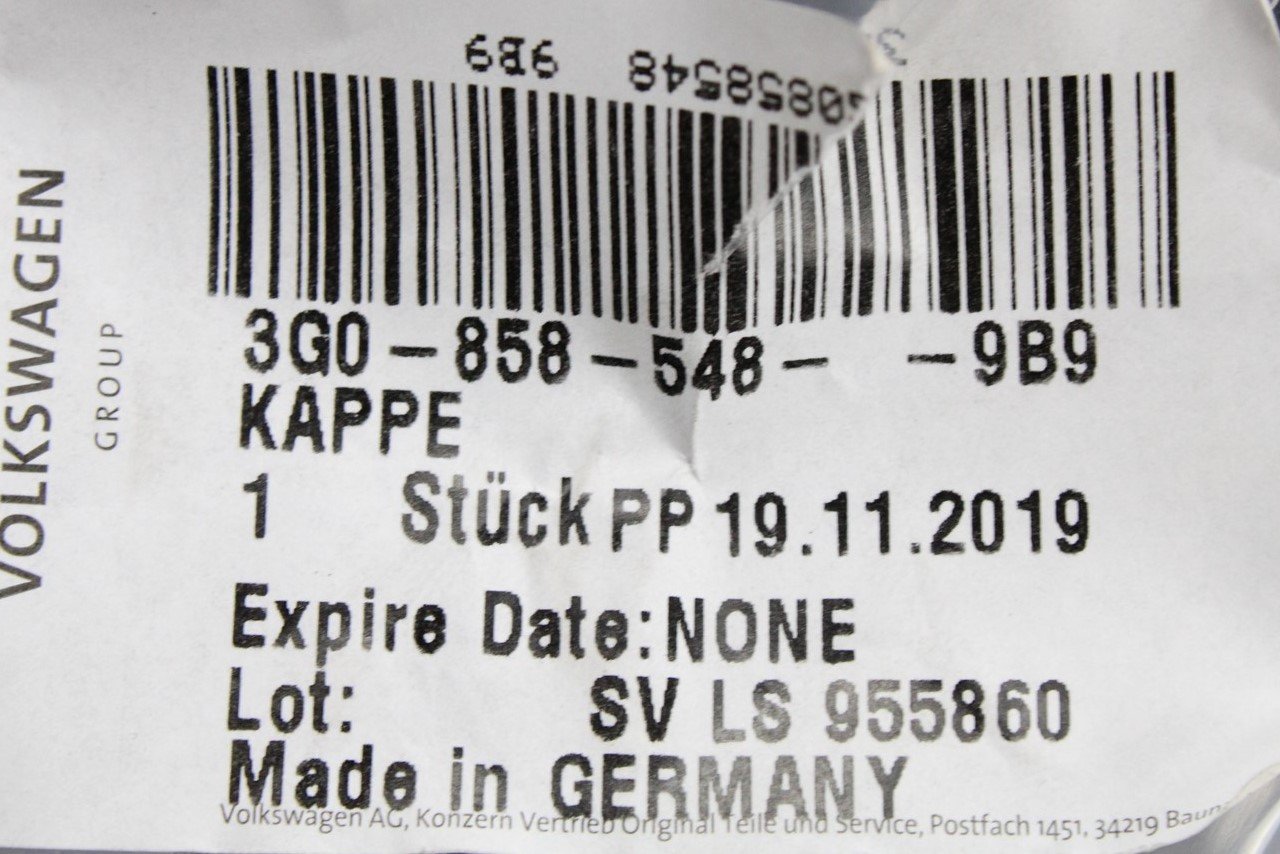 9B9 G0858548
3G0-858-548- -9B9
KAPPE
1 Stück PP 19.11.2019
Expire Date:NONE
Lot: SV LS 955860
Made in GERMANY
Volkswagen AG, Konzern Vertrieb Original Teile und Service, Postfach 1451, 34219
VOLKSWAGEN
GROUP